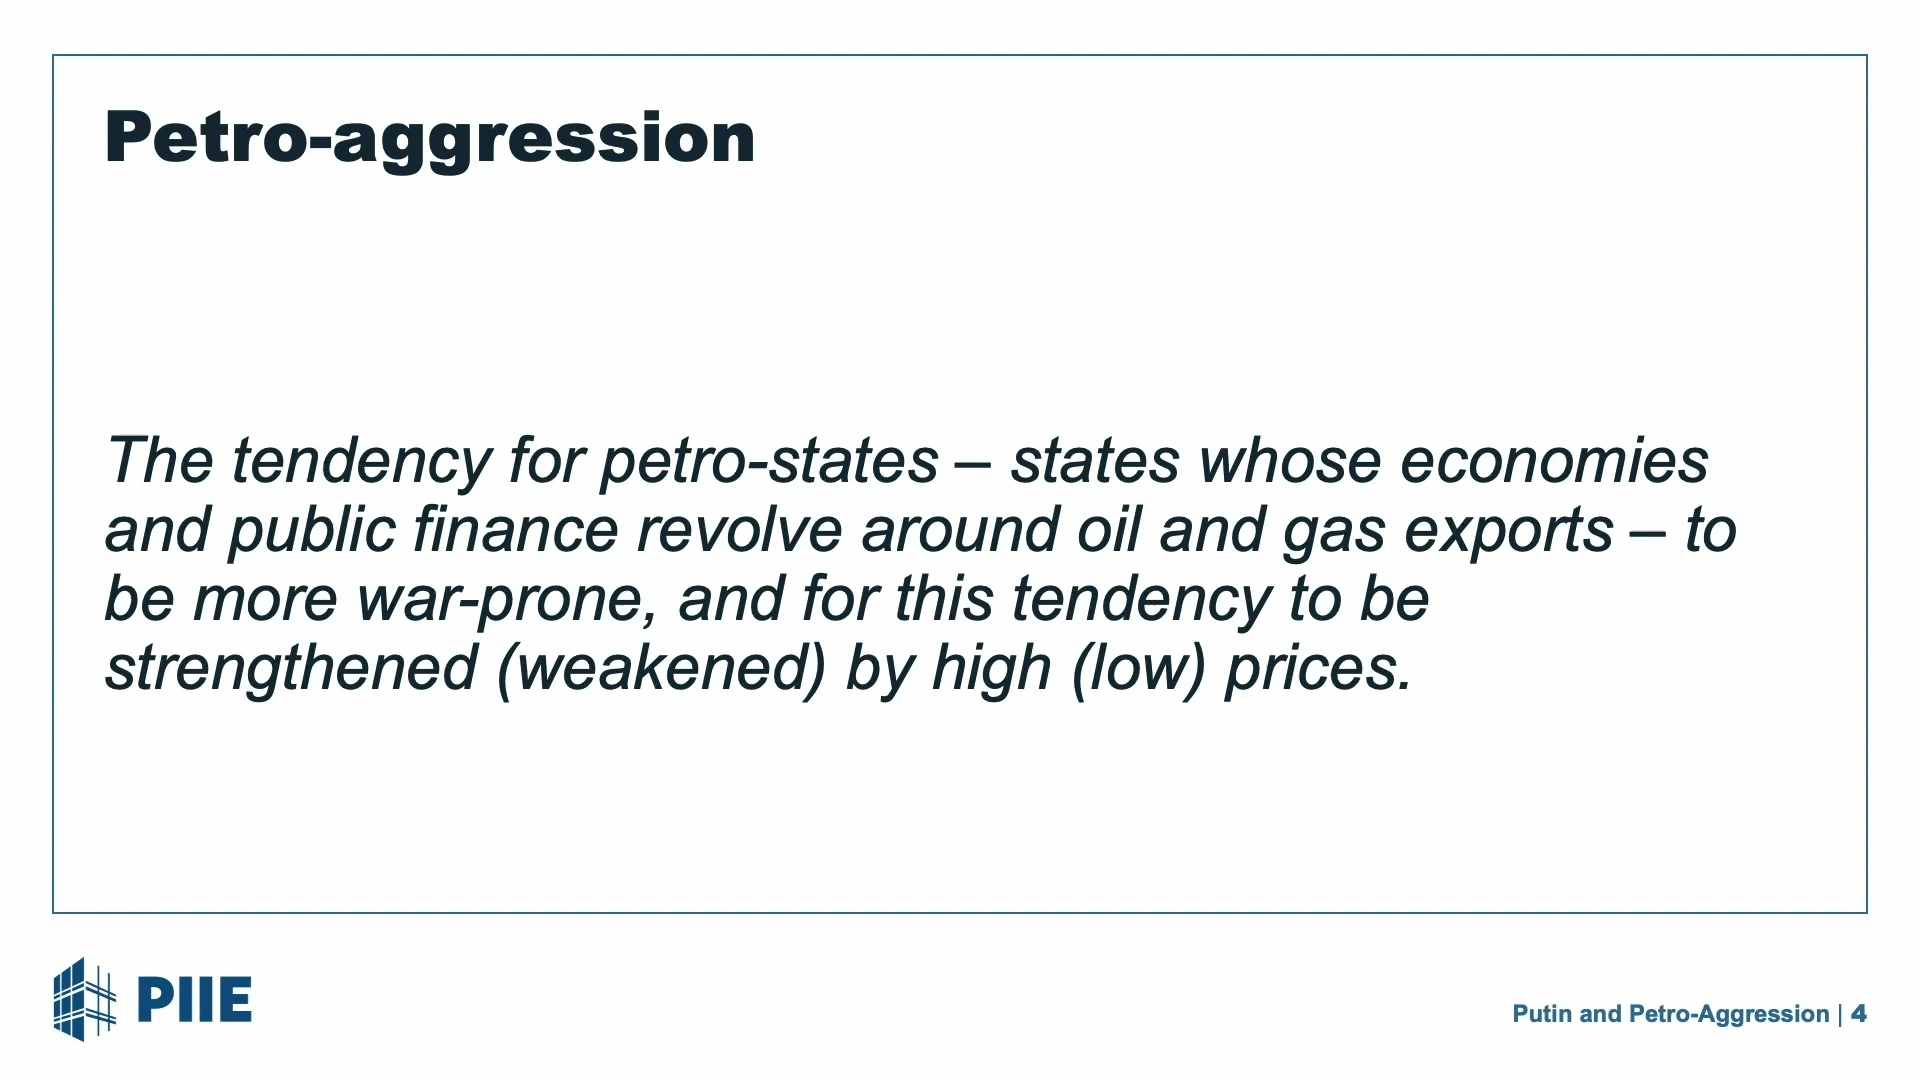 Petro-aggression
The tendency for petro-states – states whose economies
and public finance revolve around oil and gas exports – to
be more war-prone, and for this tendency to be
strengthened (weakened) by high (low) prices.
PIIE
Putin and Petro-Aggression | 4